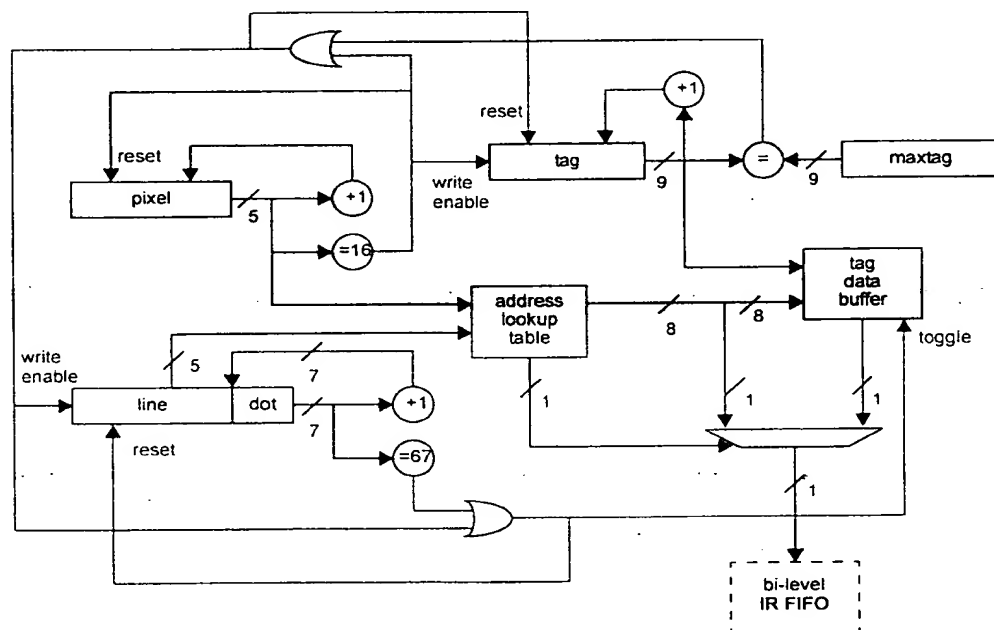 +1
reset
tag
=
maxtag
9
9
reset
write
enable
pixel
+1
5
=16
tag
data
buffer
address
lookup
table
8
8
toggle
5
7
write
enable
line
dot
+1
7
1
1
1
reset
=67
1
bi-level
IR FIFO